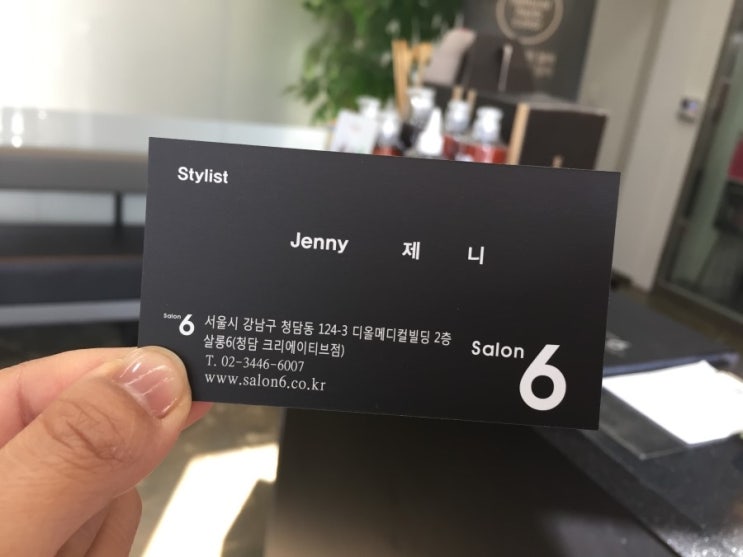 Stylist
Jenny 제 니
Salon 6
서울시 강남구 청담동 124-3 디올메디컬빌딩 2층
살롱6(청담 크리에이티브점)
T. 02-3446-6007
www.salon6.co.kr
Salon 6